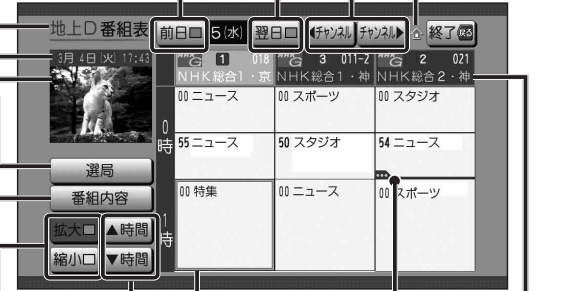 地上D 番組表
前日□
5(水)
翌日□
◀チャンネル
チャンネル▶
終了 戻る
3月 4日(火) 17:43
G 1 018
NHK総合1・京
G 3 011-2
NHK総合1・神
G 2 021
NHK総合2・神
0時
00 ニュース
00 スポーツ
00 スタジオ
55 ニュース
50 スタジオ
54 ニュース
選局
番組内容
1時
00 特集
00 ニュース
00 スポーツ
拡大□
▲時間
縮小□
▼時間